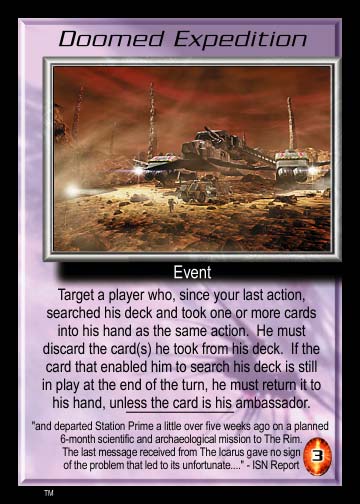 Doomed Expedition
Event
Target a player who, since your last action,
searched his deck and took one or more cards
into his hand as the same action. He must
discard the card(s) he took from his deck. If the
card that enabled him to search his deck is still
in play at the end of the turn, he must return it to
his hand, unless the card is his ambassador.
"and departed Station Prime a little over five weeks ago on a planned
6-month scientific and archaeological mission to The Rim.
The last message received from The Icarus gave no sign
of the problem that led to its unfortunate...." - ISN Report
3
TM